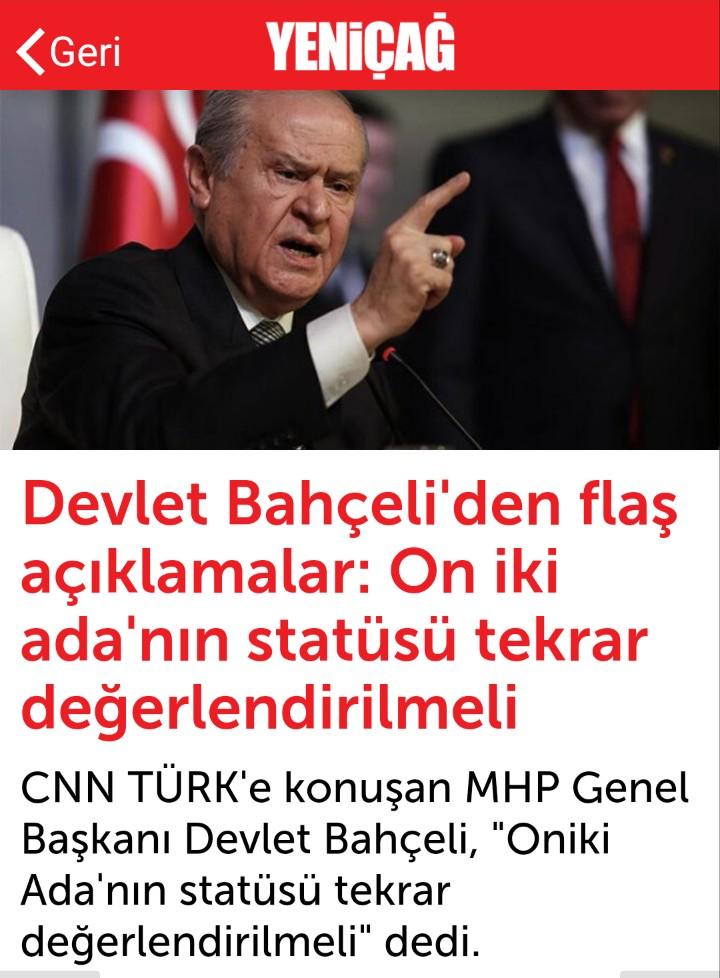 Geri
YENİÇAĞ
Devlet Bahçeli'den flaş
açıklamalar: On iki
ada'nın statüsü tekrar
değerlendirilmeli
CNN TÜRK'e konuşan MHP Genel
Başkanı Devlet Bahçeli, "Oniki
Ada'nın statüsü tekrar
değerlendirilmeli" dedi.